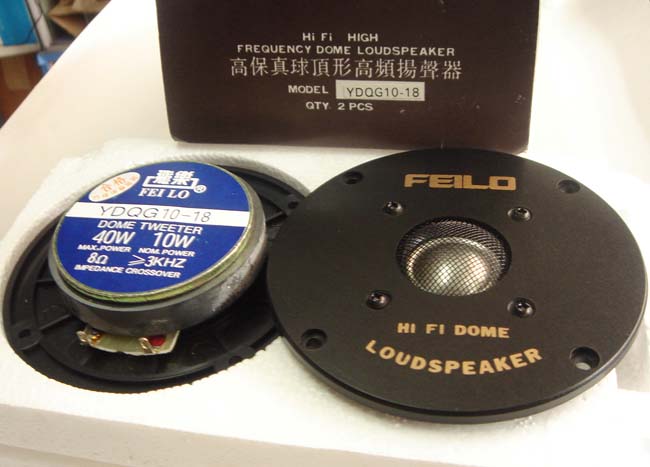 Hi Fi HIGH
FREQUENCY DOME LOUDSPEAKER
高保真球頂形高頻揚聲器
MODEL YDQG10-18
QTY. 2 PCS
飛樂®
FEI LO
YDQG10-18
DOME TWEETER
40W 10W
MAX.POWER NOM.POWER
8Ω ≥3KHZ
IMPEDANCE CROSSOVER
FEILO
HI FI DOME
LOUDSPEAKER